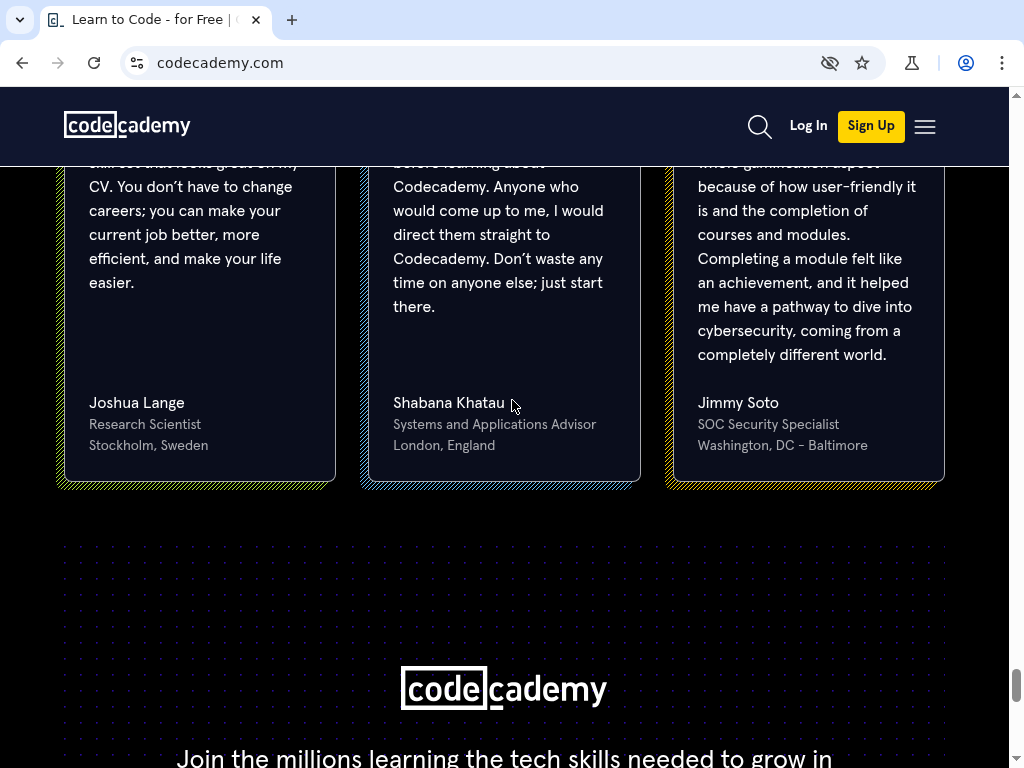 Learn to Code - for Free |
codecademy.com
codecademy
Log In
Sign Up
CV. You don’t have to change
careers; you can make your
current job better, more
efficient, and make your life
easier.
Joshua Lange
Research Scientist
Stockholm, Sweden
Codecademy. Anyone who
would come up to me, I would
direct them straight to
Codecademy. Don’t waste any
time on anyone else; just start
there.
Shabana Khatau
Systems and Applications Advisor
London, England
because of how user-friendly it
is and the completion of
courses and modules.
Completing a module felt like
an achievement, and it helped
me have a pathway to dive into
cybersecurity, coming from a
completely different world.
Jimmy Soto
SOC Security Specialist
Washington, DC - Baltimore
codecademy
Join the millions learning the tech skills needed to grow in